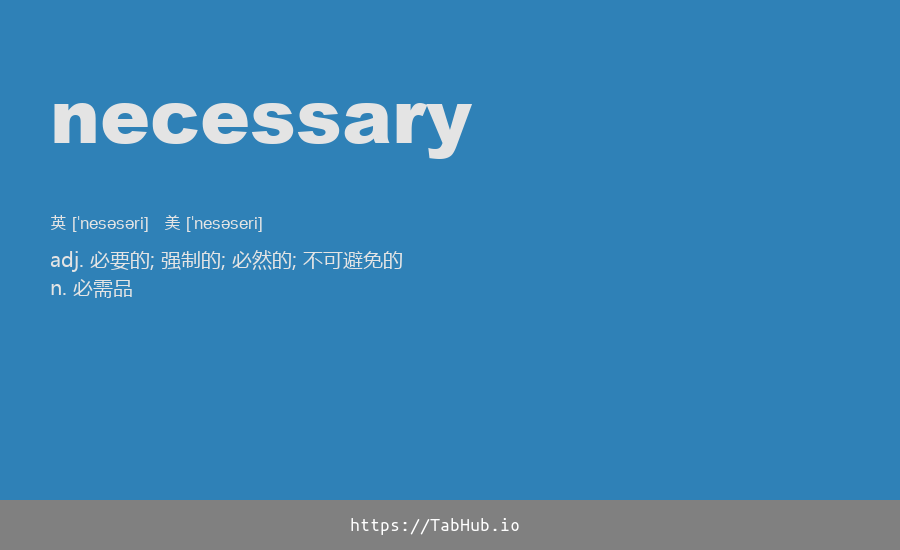 necessary
英 [ˈnesəsəri] 美 [ˈnesəseri]
adj. 必要的; 强制的; 必然的; 不可避免的
n. 必需品
https://TabHub.io